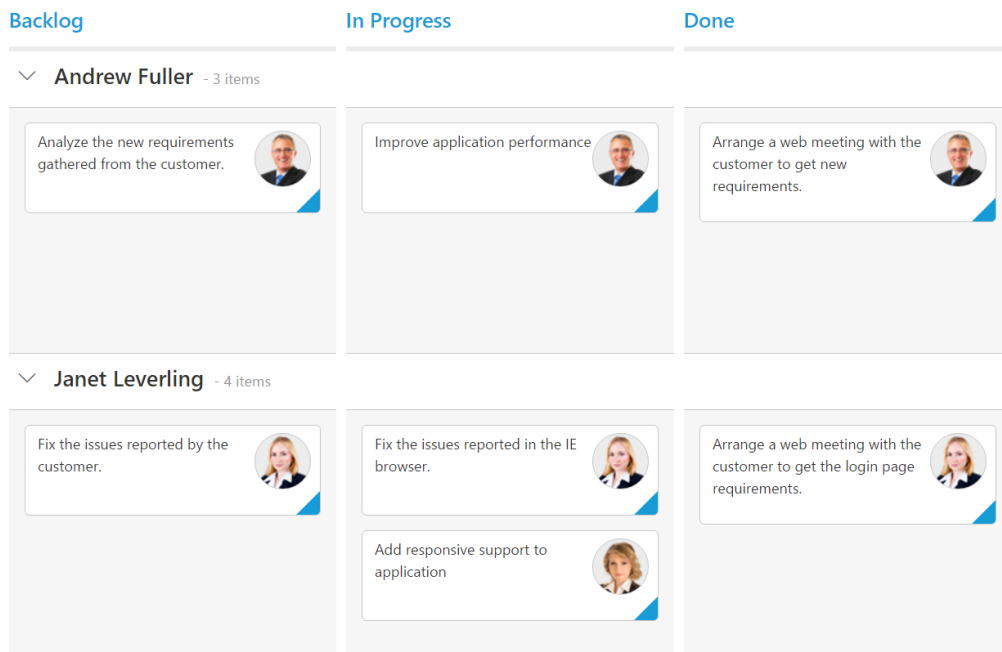 Backlog
In Progress
Done
Andrew Fuller - 3 items
Analyze the new requirements
gathered from the customer.
Improve application performance
Arrange a web meeting with the
customer to get new
requirements.
Janet Leverling - 4 items
Fix the issues reported by the
customer.
Fix the issues reported in the IE
browser.
Add responsive support to
application
Arrange a web meeting with the
customer to get the login page
requirements.